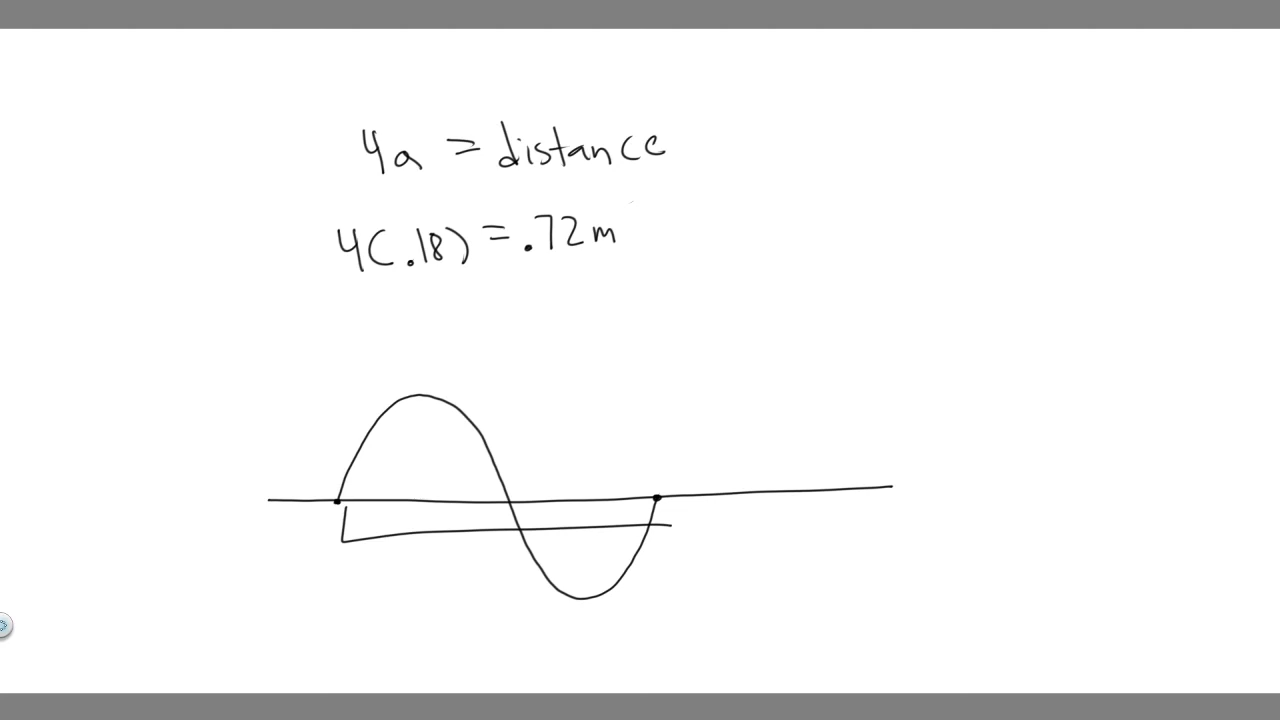 4a = distance
4(.18) = .72m